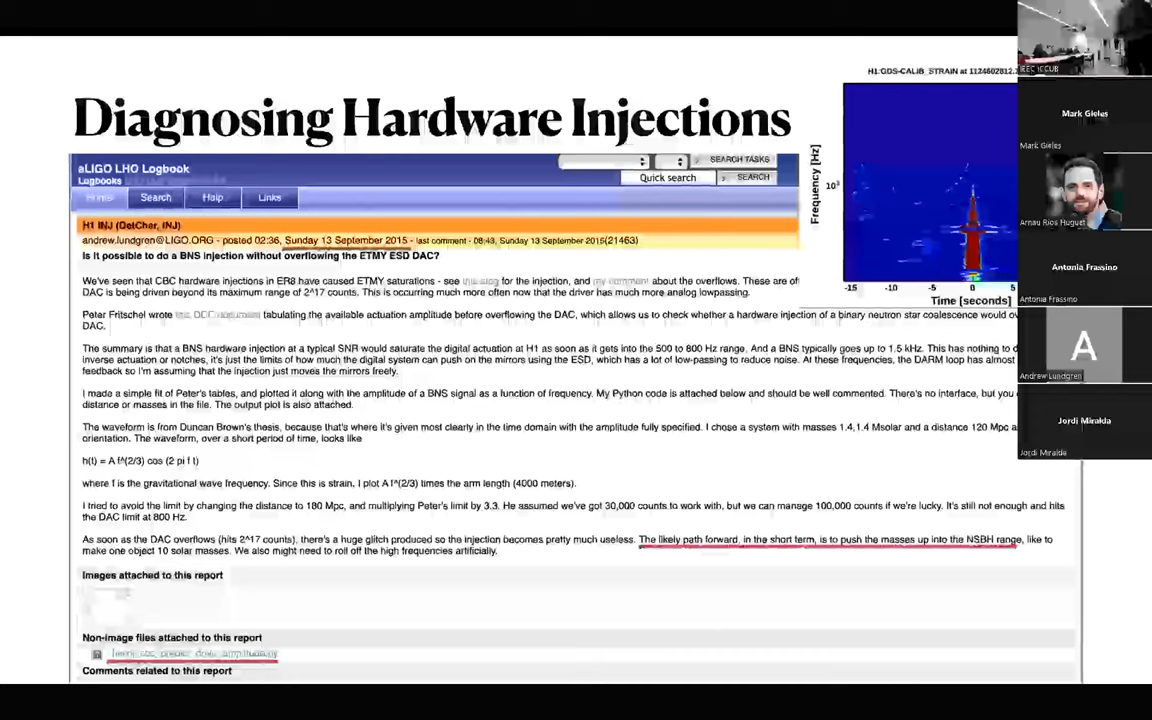 Diagnosing Hardware Injections
aLIGO LHO Logbook
Logbooks
SEARCH TASKS
Quick search
SEARCH
Home
Search
Help
Links
H1 INJ (DetChar, INJ)
andrew.lundgren@LIGO.ORG - posted 02:36, Sunday 13 September 2015 - last comment - 08:43, Sunday 13 September 2015(21463)
Is it possible to do a BNS injection without overflowing the ETMY ESD DAC?
We've seen that CBC hardware injections in ER8 have caused ETMY saturations - see this alog for the injection, and my comment about the overflows. These are of
DAC is being driven beyond its maximum range of 2^17 counts. This is occurring much more often now that the driver has much more analog lowpassing.
Peter Fritschel wrote this DCC document tabulating the available actuation amplitude before overflowing the DAC, which allows us to check whether a hardware injection of a binary neutron star coalescence would ov
DAC.
The summary is that a BNS hardware injection at a typical SNR would saturate the digital actuation at H1 as soon as it gets into the 500 to 800 Hz range. And a BNS typically goes up to 1.5 kHz. This has nothing to d
inverse actuation or notches, it's just the limits of how much the digital system can push on the mirrors using the ESD, which has a lot of low-passing to reduce noise. At these frequencies, the DARM loop has almost
feedback so I'm assuming that the injection just moves the mirrors freely.
I made a simple fit of Peter's tables, and plotted it along with the amplitude of a BNS signal as a function of frequency. My Python code is attached below and should be well commented. There's no interface, but you
distance or masses in the file. The output plot is also attached.
The waveform is from Duncan Brown's thesis, because that's where it's given most clearly in the time domain with the amplitude fully specified. I chose a system with masses 1.4,1.4 Msolar and a distance 120 Mpc a
orientation. The waveform, over a short period of time, looks like
h(t) = A f^(2/3) cos (2 pi f t)
where f is the gravitational wave frequency. Since this is strain, I plot A f^(2/3) times the arm length (4000 meters).
I tried to avoid the limit by changing the distance to 180 Mpc, and multiplying Peter's limit by 3.3. He assumed we've got 30,000 counts to work with, but we can manage 100,000 counts if we're lucky. It's still not enough and hits
the DAC limit at 800 Hz.
As soon as the DAC overflows (hits 2^17 counts), there's a huge glitch produced so the injection becomes pretty much useless. The likely path forward, in the short term, is to push the masses up into the NSBH range, like to
make one object 10 solar masses. We also might need to roll off the high frequencies artificially.
Images attached to this report
Non-image files attached to this report
Comments related to this report
H1:GDS-CALIB_STRAIN at 1124602812.
Frequency [Hz]
10³
-15
-10
-5
0
5
Time [seconds]
IEEC ICCUB
Mark Gieles
Mark Gieles
Arnau Rios Huguet
Antonia Frassino
Antonia Frassino
A
Andrew Lundgren
Jordi Miralda
Jordi Miralda